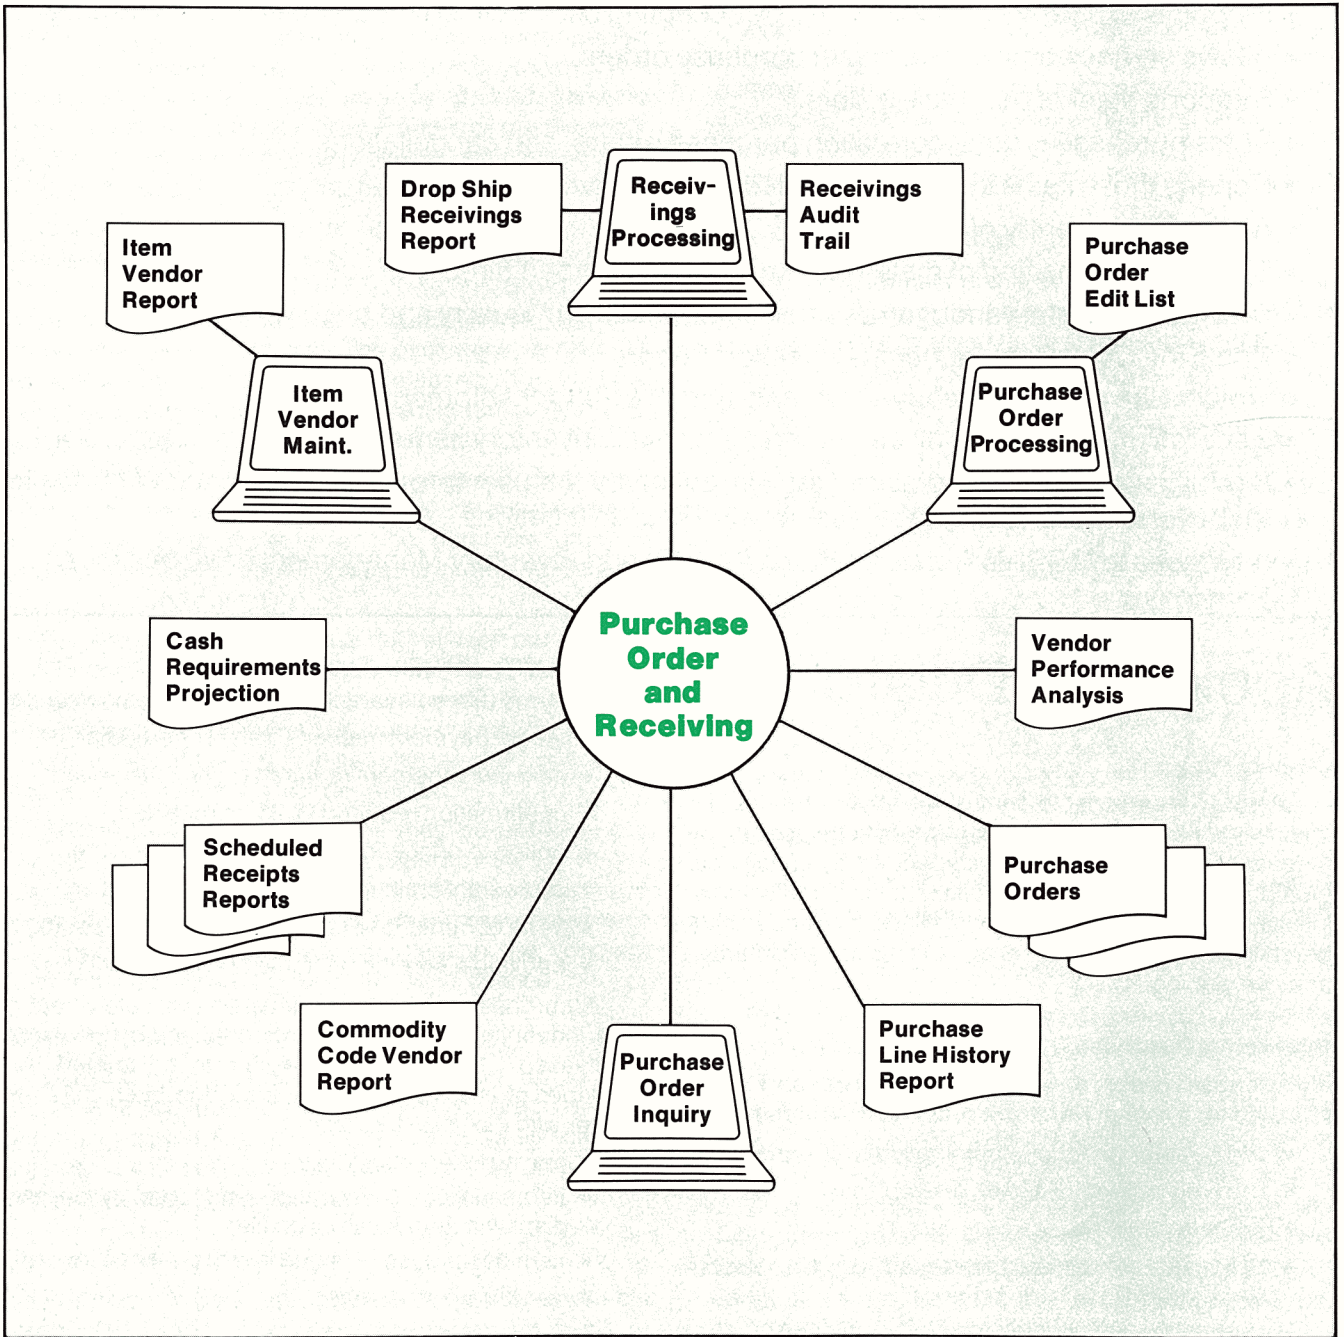 Drop Ship
Receivings
Report
Receiv-
ings
Processing
Receivings
Audit
Trail
Item
Vendor
Report
Purchase
Order
Edit List
Item
Vendor
Maint.
Purchase
Order
Processing
Purchase
Order
and
Receiving
Cash
Requirements
Projection
Vendor
Performance
Analysis
Scheduled
Receipts
Reports
Purchase
Orders
Commodity
Code Vendor
Report
Purchase
Order
Inquiry
Purchase
Line History
Report